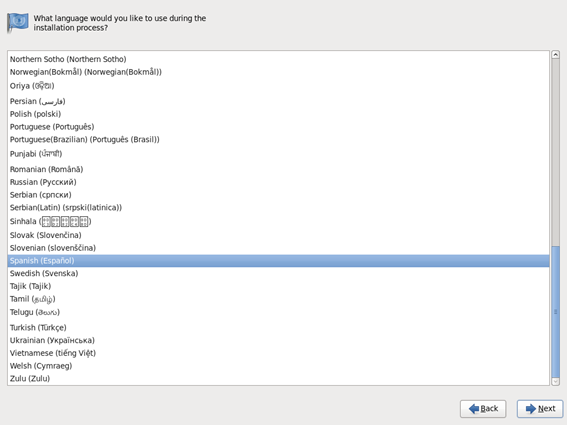 What language would you like to use during the
installation process?
Northern Sotho (Northern Sotho)
Norwegian(Bokmål) (Norwegian(Bokmål))
Oriya (ଓଡ଼ିଆ)
Persian (فارسی)
Polish (polski)
Portuguese (Português)
Portuguese(Brazilian) (Português (Brasil))
Punjabi (ਪੰਜਾਬੀ)
Romanian (Română)
Russian (Русский)
Serbian (српски)
Serbian(Latin) (srpski(latinica))
Sinhala ()
Slovak (Slovenčina)
Slovenian (slovenščina)
Spanish (Español)
Swedish (Svenska)
Tajik (Tajik)
Tamil (தமிழ்)
Telugu (తెలుగు)
Turkish (Türkçe)
Ukrainian (Українська)
Vietnamese (tiếng Việt)
Welsh (Cymraeg)
Zulu (Zulu)
Back
Next